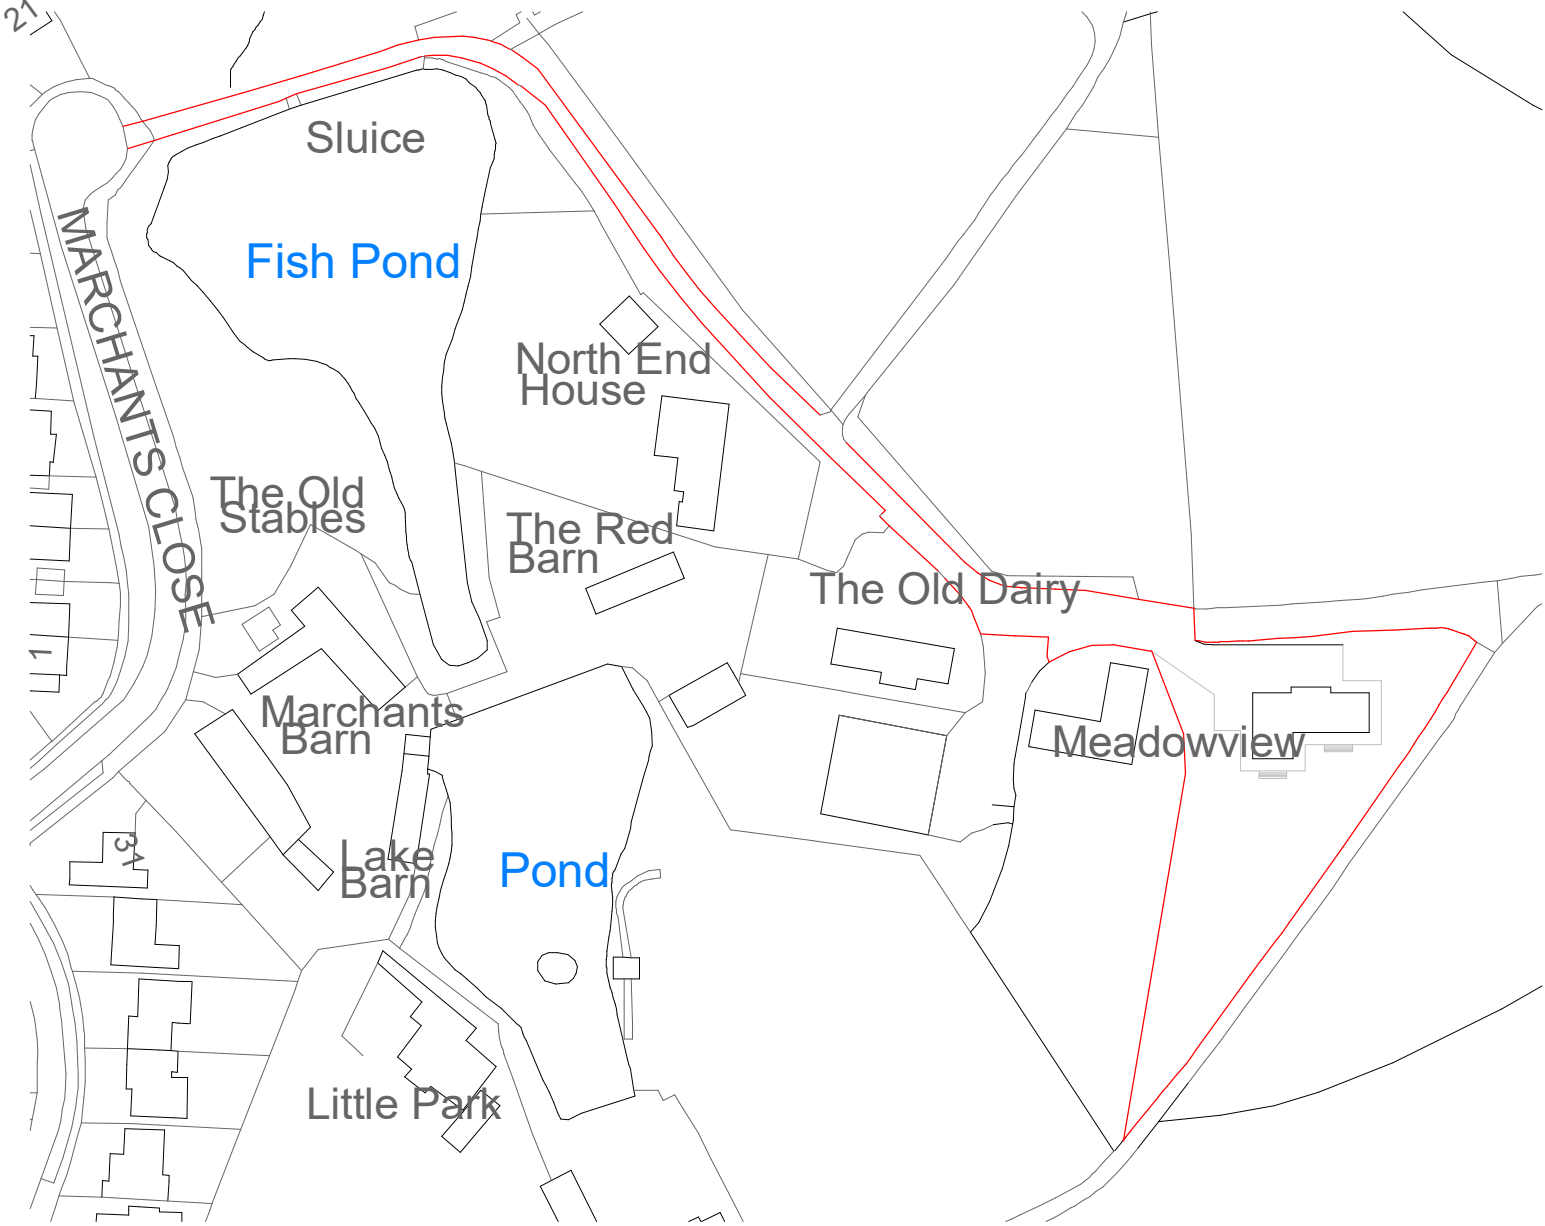 21
Sluice
Fish Pond
MARCHANTS CLOSE
North End
House
The Old
Stables
The Red
Barn
The Old Dairy
1
Marchants
Barn
Meadowview
31
Lake
Barn
Pond
Little Park